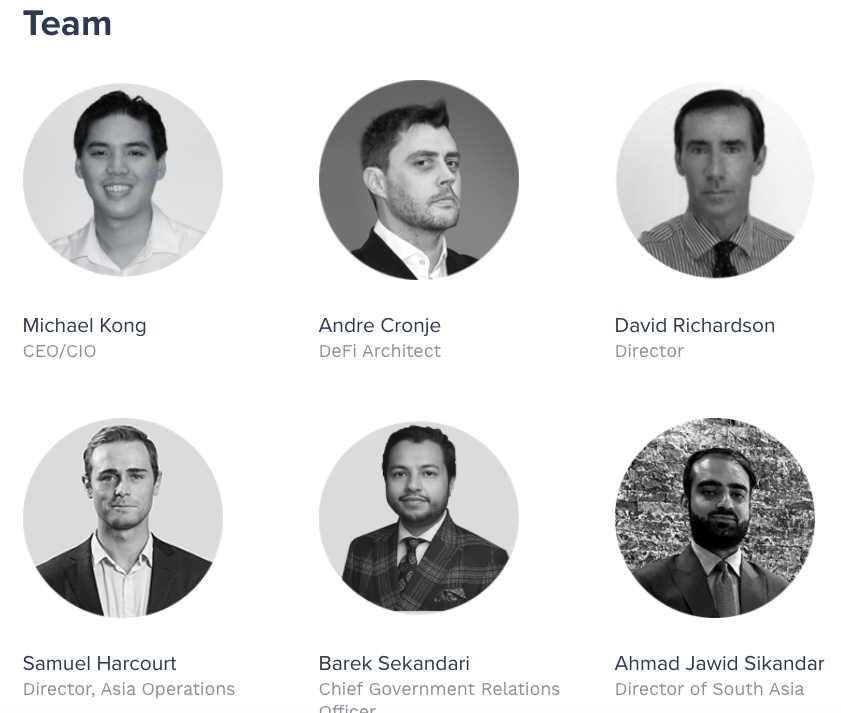 Team
Michael Kong
Andre Cronje
David Richardson
CEO/CIO
DeFi Architect
Director
Samuel Harcourt
Barek Sekandari
Ahmad Jawid Sikandar
Director, Asia Operations
Chief Government Relations
Director of South Asia
Officer